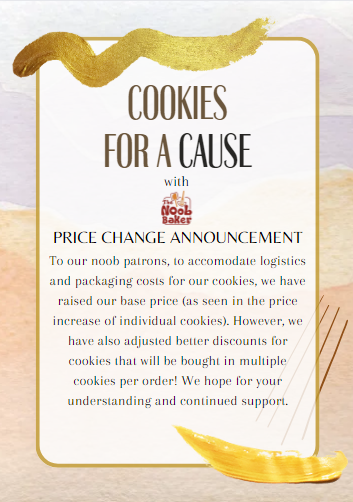 COOKIES
FOR A CAUSE
with
The
Noob
Baker
PRICE CHANGE ANNOUNCEMENT
To our noob patrons, to accomodate logistics
and packaging costs for our cookies, we have
raised our base price (as seen in the price
increase of individual cookies). However, we
have also adjusted better discounts for
cookies that will be bought in multiple
cookies per order! We hope for your
understanding and continued support.